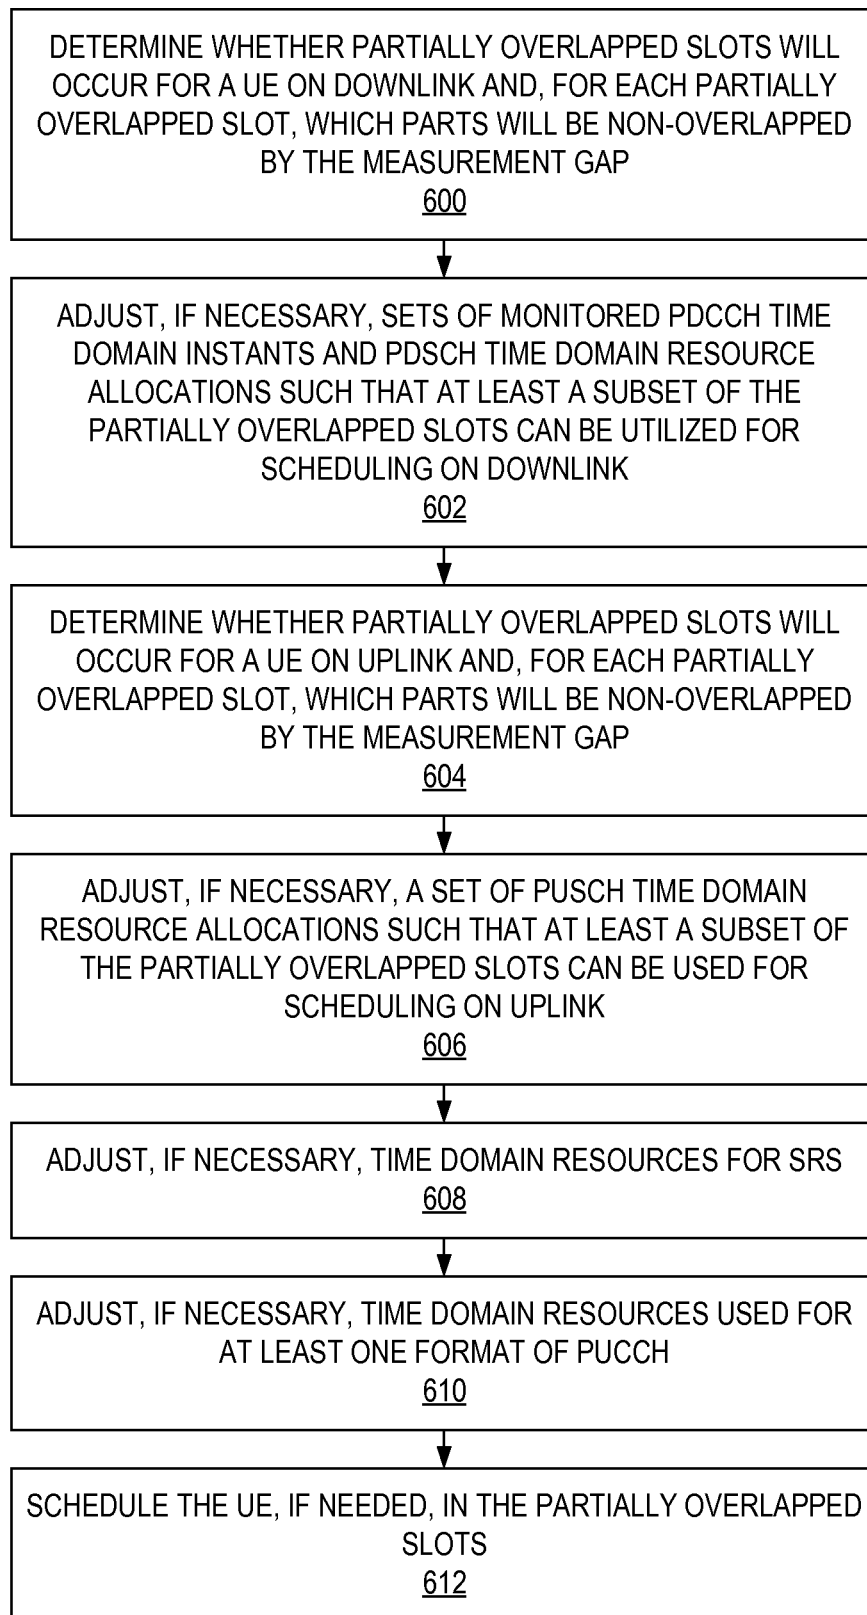 DETERMINE WHETHER PARTIALLY OVERLAPPED SLOTS WILL
OCCUR FOR A UE ON DOWNLINK AND, FOR EACH PARTIALLY
OVERLAPPED SLOT, WHICH PARTS WILL BE NON-OVERLAPPED
BY THE MEASUREMENT GAP
600
ADJUST, IF NECESSARY, SETS OF MONITORED PDCCH TIME
DOMAIN INSTANTS AND PDSCH TIME DOMAIN RESOURCE
ALLOCATIONS SUCH THAT AT LEAST A SUBSET OF THE
PARTIALLY OVERLAPPED SLOTS CAN BE UTILIZED FOR
SCHEDULING ON DOWNLINK
602
DETERMINE WHETHER PARTIALLY OVERLAPPED SLOTS WILL
OCCUR FOR A UE ON UPLINK AND, FOR EACH PARTIALLY
OVERLAPPED SLOT, WHICH PARTS WILL BE NON-OVERLAPPED
BY THE MEASUREMENT GAP
604
ADJUST, IF NECESSARY, A SET OF PUSCH TIME DOMAIN
RESOURCE ALLOCATIONS SUCH THAT AT LEAST A SUBSET OF
THE PARTIALLY OVERLAPPED SLOTS CAN BE USED FOR
SCHEDULING ON UPLINK
606
ADJUST, IF NECESSARY, TIME DOMAIN RESOURCES FOR SRS
608
ADJUST, IF NECESSARY, TIME DOMAIN RESOURCES USED FOR
AT LEAST ONE FORMAT OF PUCCH
610
SCHEDULE THE UE, IF NEEDED, IN THE PARTIALLY OVERLAPPED
SLOTS
612